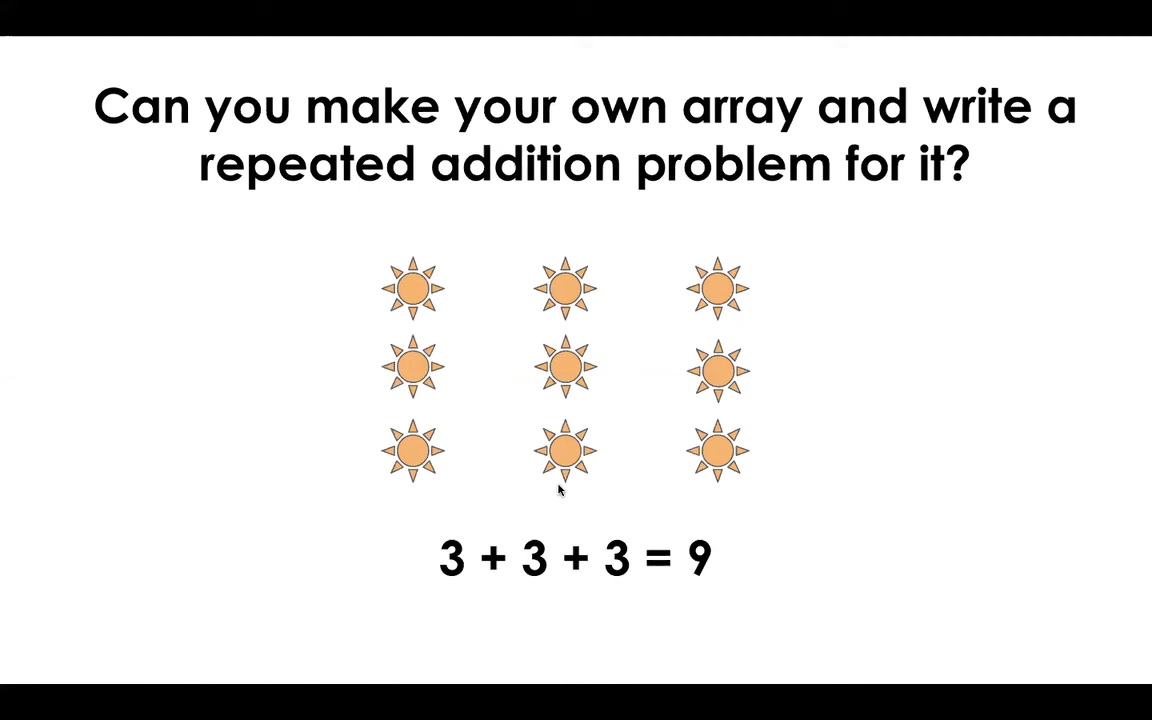 Can you make your own array and write a
repeated addition problem for it?
3 + 3 + 3 = 9